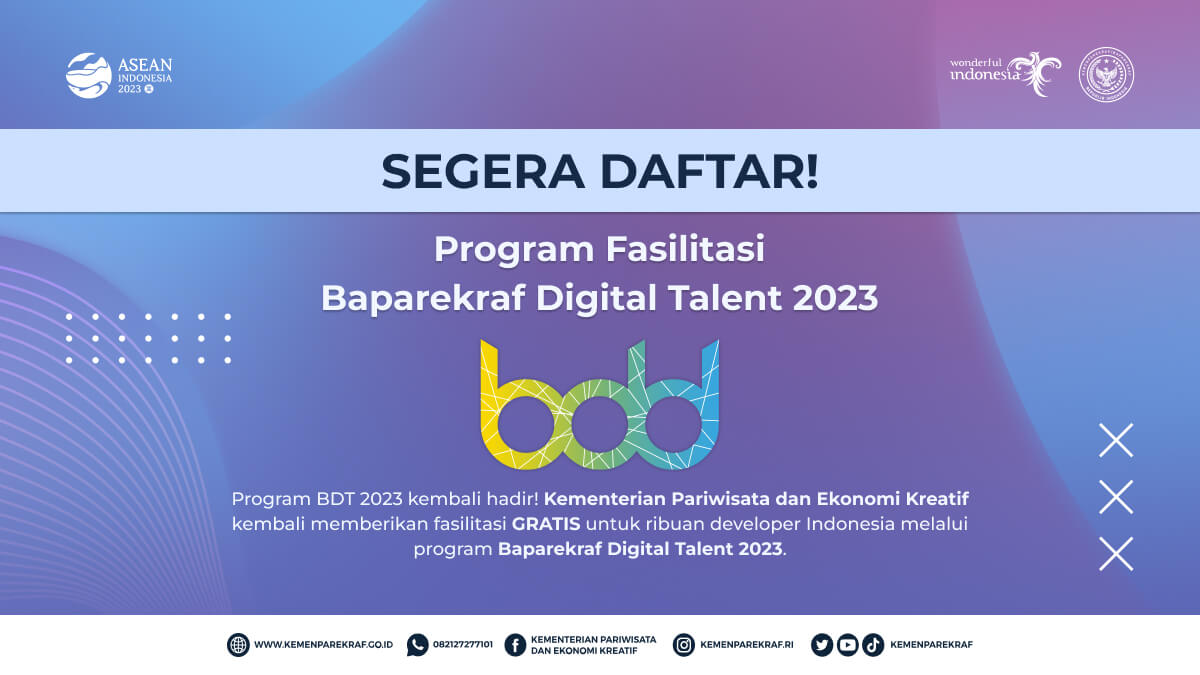 ASEAN
INDONESIA
2023
wonderful
indonesia
SEGERA DAFTAR!
Program Fasilitasi
Baparekraf Digital Talent 2023
bdd
Program BDT 2023 kembali hadir! Kementerian Pariwisata dan Ekonomi Kreatif
kembali memberikan fasilitasi GRATIS untuk ribuan developer Indonesia melalui
program Baparekraf Digital Talent 2023.
WWW.KEMENPAREKRAF.GO.ID
082127277101
KEMENTERIAN PARIWISATA
DAN EKONOMI KREATIF
KEMENPAREKRAF.RI
KEMENPAREKRAF